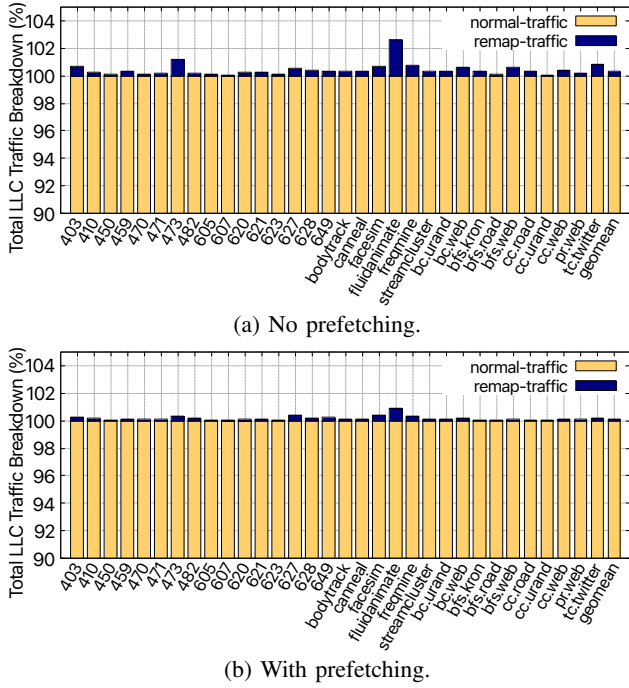 Total LLC Traffic Breakdown (%)
104
102
100
98
96
94
92
90
normal-traffic
remap-traffic
403
410
450
459
470
471
473
482
605
607
620
621
623
627
628
649
bodytrack
canneal
facesim
fluidanimate
freqmine
streamcluster
bc.urand
bc.web
bfs.kron
bfs.road
bfs.web
cc.road
cc.urand
cc.web
pr.web
tc.twitter
geomean
(a) No prefetching.
Total LLC Traffic Breakdown (%)
104
102
100
98
96
94
92
90
normal-traffic
remap-traffic
403
410
450
459
470
471
473
482
605
607
620
621
623
627
628
649
bodytrack
canneal
facesim
fluidanimate
freqmine
streamcluster
bc.urand
bc.web
bfs.kron
bfs.road
bfs.web
cc.road
cc.urand
cc.web
pr.web
tc.twitter
geomean
(b) With prefetching.